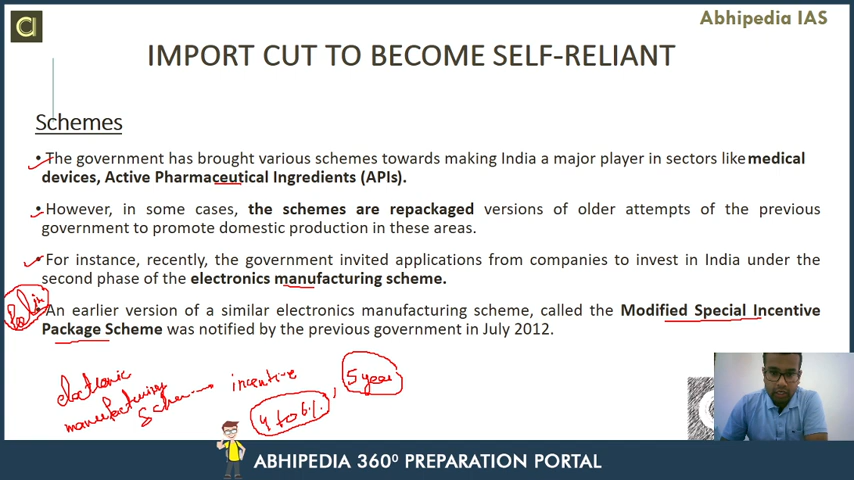 Abhipedia IAS
IMPORT CUT TO BECOME SELF-RELIANT
Schemes
• The government has brought various schemes towards making India a major player in sectors like medical
devices, Active Pharmaceutical Ingredients (APIs).
• However, in some cases, the schemes are repackaged versions of older attempts of the previous
government to promote domestic production in these areas.
• For instance, recently, the government invited applications from companies to invest in India under the
second phase of the electronics manufacturing scheme.
An earlier version of a similar electronics manufacturing scheme, called the Modified Special Incentive
Package Scheme was notified by the previous government in July 2012.
electronic
manufacturing
incentive
4 to 6%, 5 year
ABHIPEDIA 360⁰ PREPARATION PORTAL